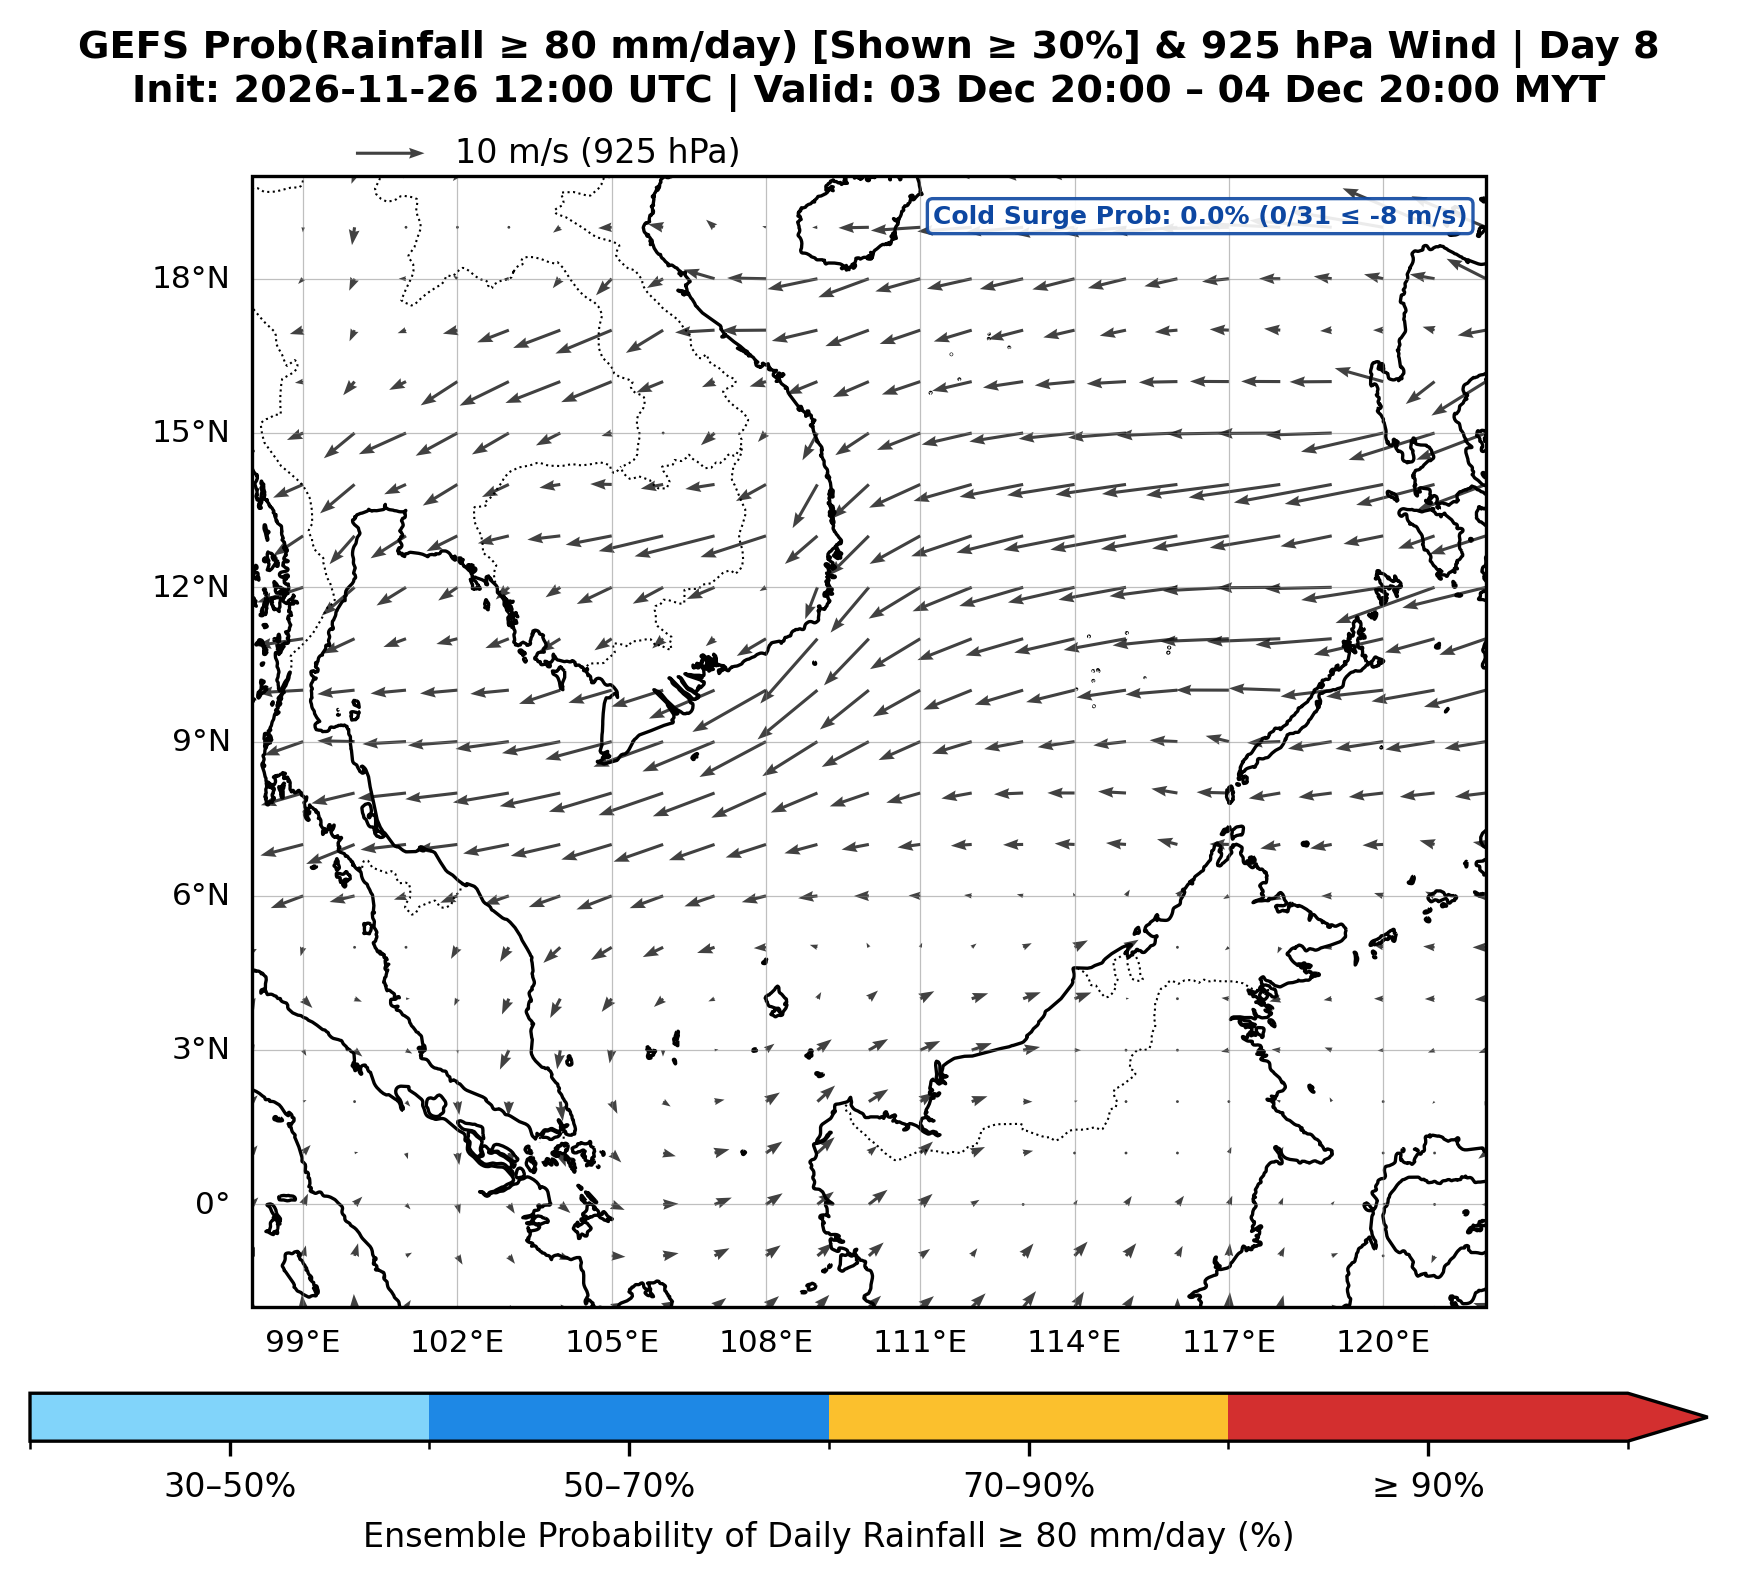 GEFS Prob(Rainfall ≥ 80 mm/day) [Shown ≥ 30%] & 925 hPa Wind | Day 8
Init: 2026-11-26 12:00 UTC | Valid: 03 Dec 20:00 – 04 Dec 20:00 MYT
10 m/s (925 hPa)
Cold Surge Prob: 0.0% (0/31 ≤ -8 m/s)
18°N
15°N
12°N
9°N
6°N
3°N
0°
99°E 102°E 105°E 108°E 111°E 114°E 117°E 120°E
30–50% 50–70% 70–90% ≥ 90%
Ensemble Probability of Daily Rainfall ≥ 80 mm/day (%)